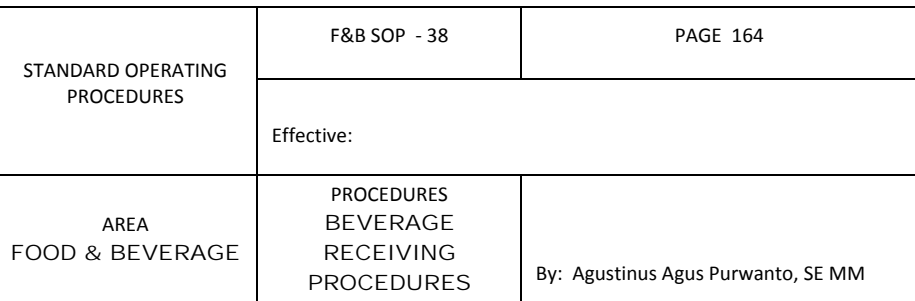 STANDARD OPERATING
PROCEDURES
F&B SOP - 38
PAGE 164
Effective:
AREA
FOOD & BEVERAGE
PROCEDURES
BEVERAGE
RECEIVING
PROCEDURES
By: Agustinus Agus Purwanto, SE MM